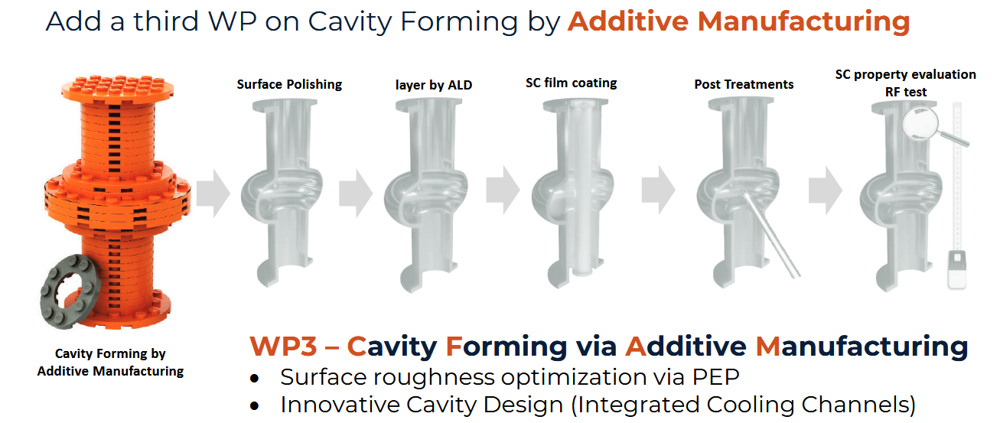 Add a third WP on Cavity Forming by Additive Manufacturing
Surface Polishing
layer by ALD
SC film coating
Post Treatments
SC property evaluation
RF test
Cavity Forming by
Additive Manufacturing
WP3 – Cavity Forming via Additive Manufacturing
• Surface roughness optimization via PEP
• Innovative Cavity Design (Integrated Cooling Channels)